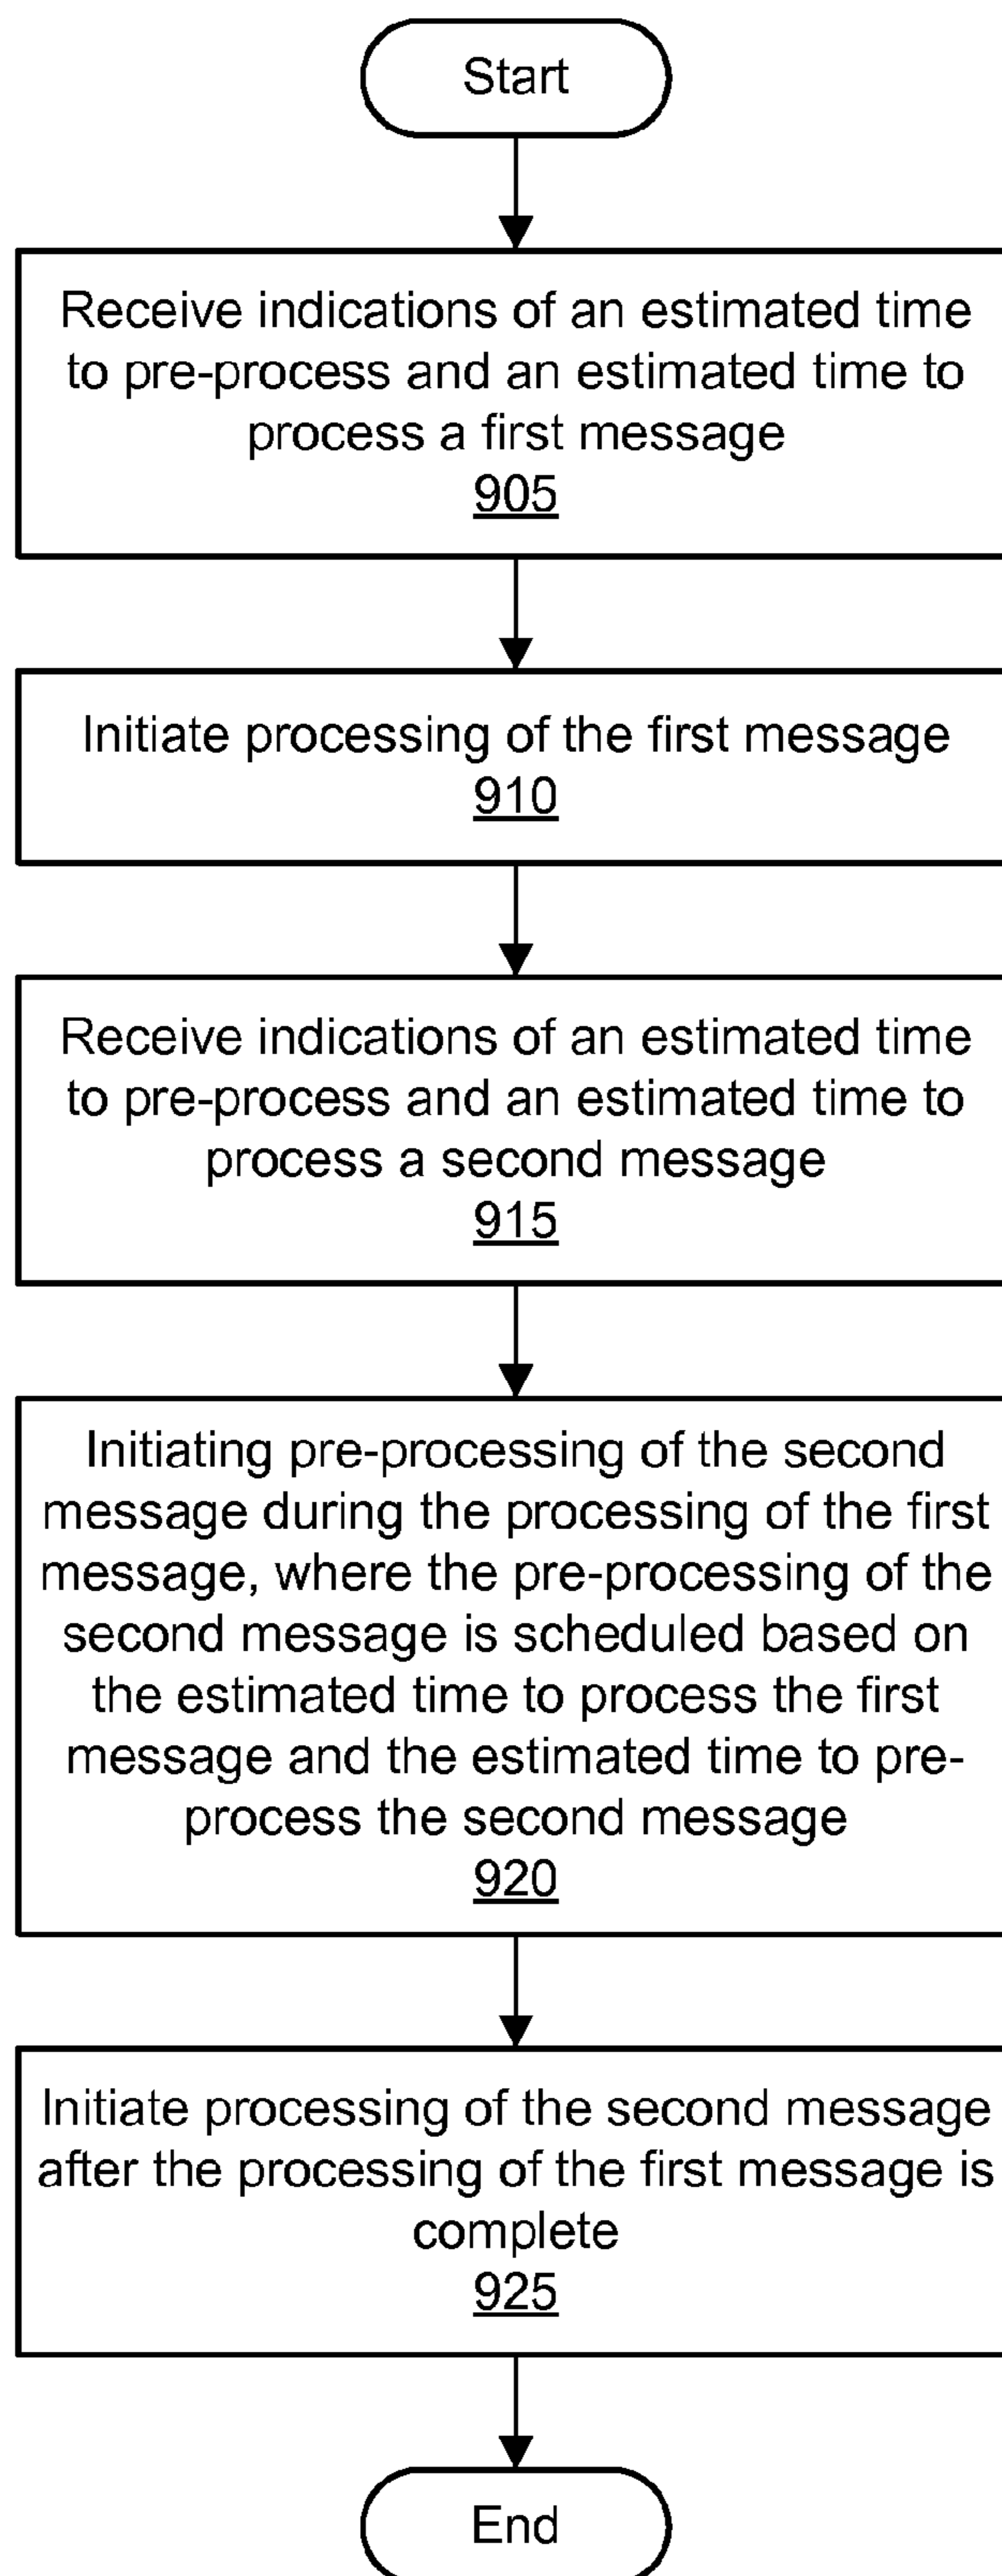 Start
Receive indications of an estimated time
to pre-process and an estimated time to
process a first message
905
Initiate processing of the first message
910
Receive indications of an estimated time
to pre-process and an estimated time to
process a second message
915
Initiating pre-processing of the second
message during the processing of the first
message, where the pre-processing of the
second message is scheduled based on
the estimated time to process the first
message and the estimated time to pre-
process the second message
920
Initiate processing of the second message
after the processing of the first message is
complete
925
End